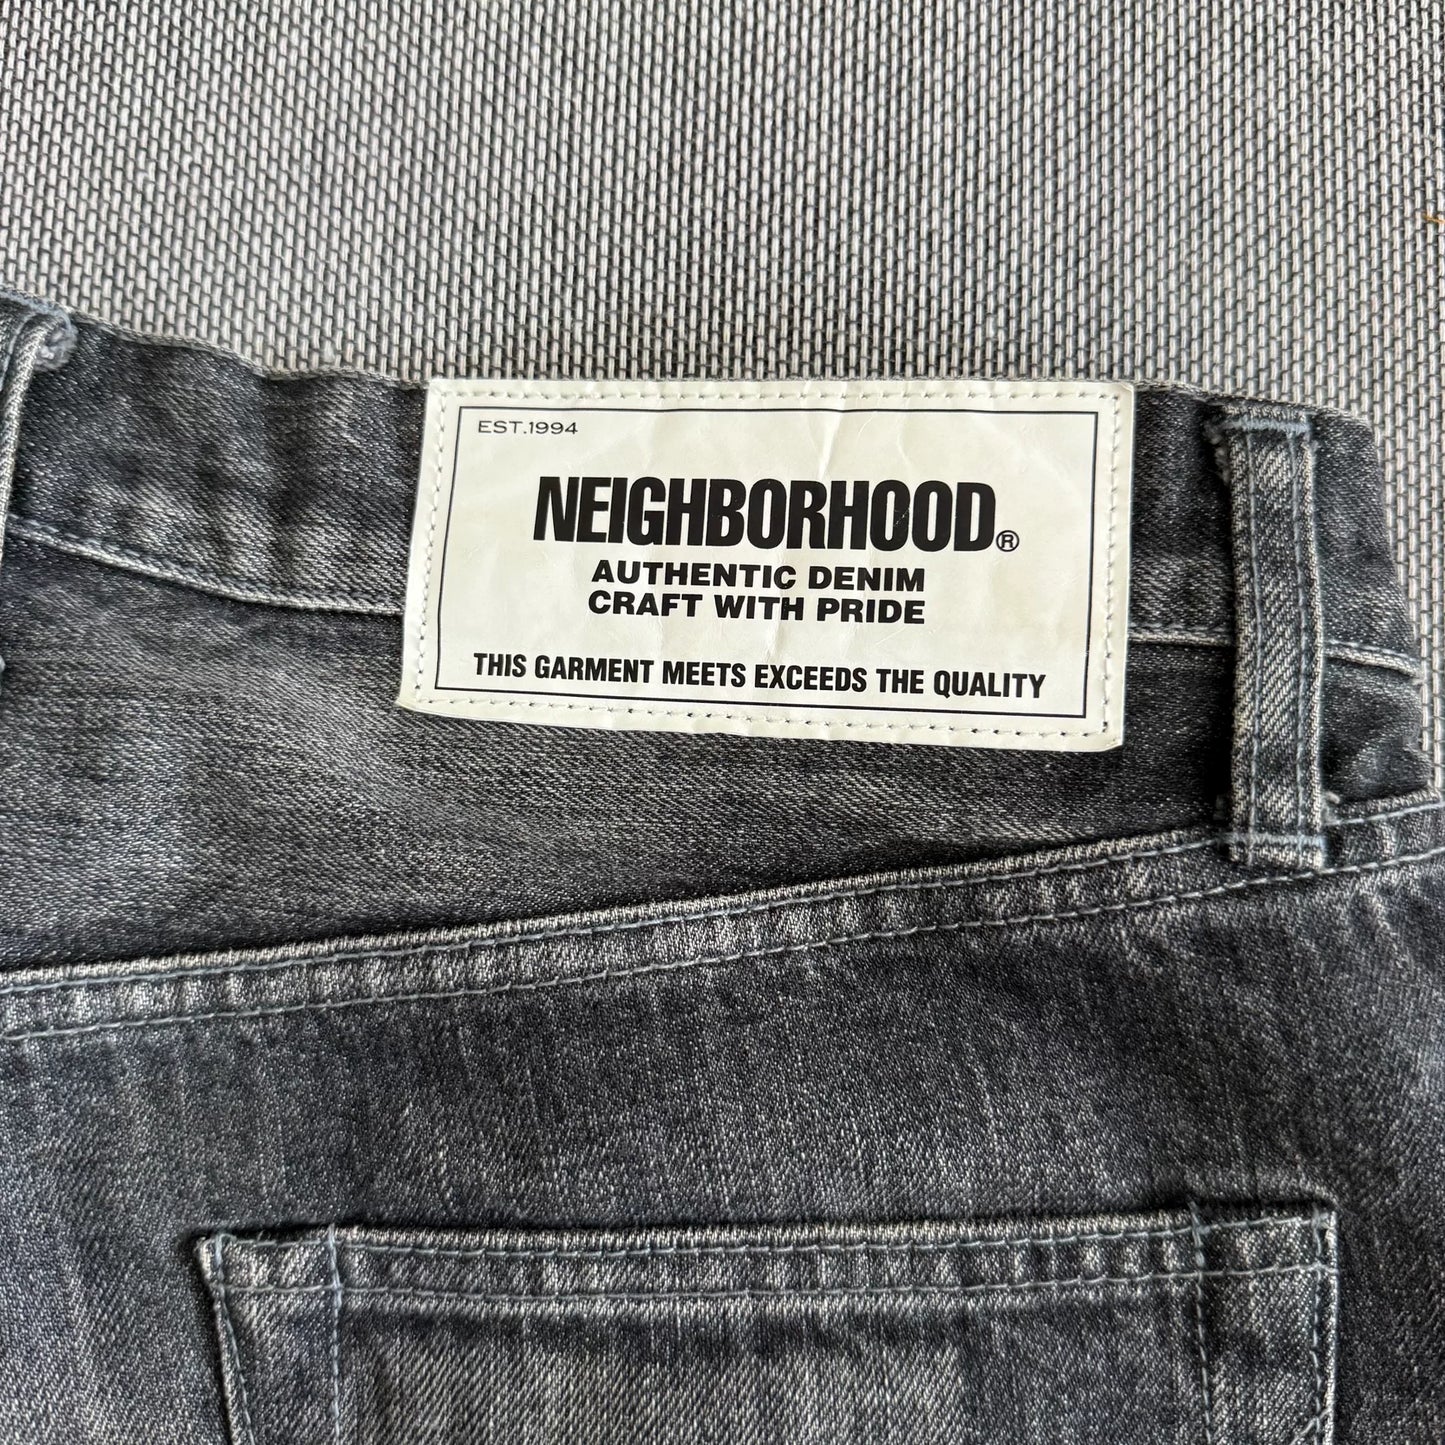 EST.1994
NEIGHBORHOOD®
AUTHENTIC DENIM
CRAFT WITH PRIDE
THIS GARMENT MEETS EXCEEDS THE QUALITY